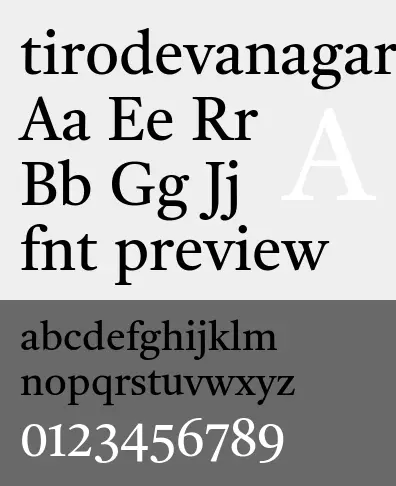 tirodevanagar
Aa Ee Rr
A
Bb Gg Jj
fnt preview
abcdefghijklm
nopqrstuvwxyz
0123456789